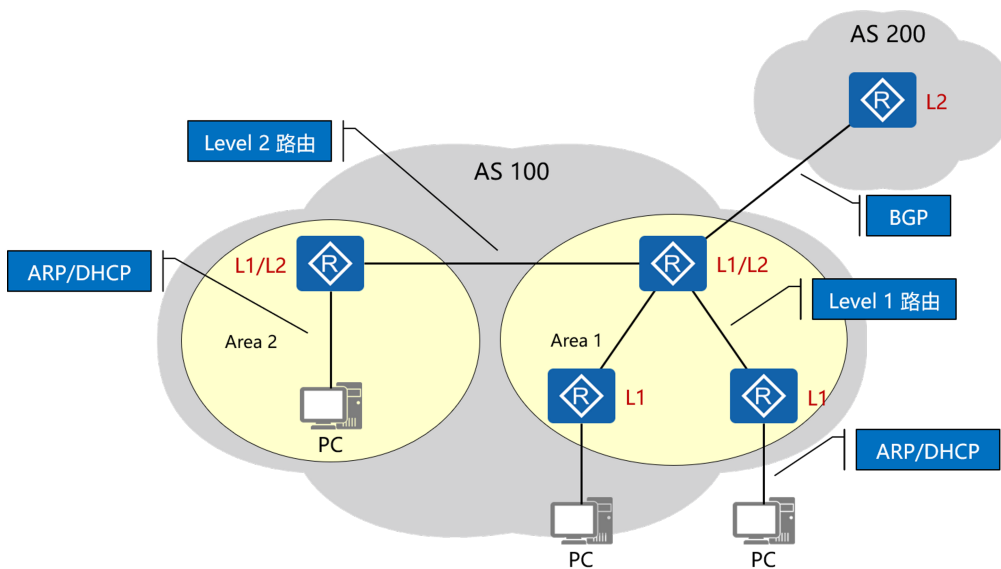 AS 200
R
L2
Level 2 路由
AS 100
BGP
ARP/DHCP
L1/L2
R
R
L1/L2
Level 1 路由
Area 2
Area 1
R
L1
R
L1
PC
ARP/DHCP
PC
PC